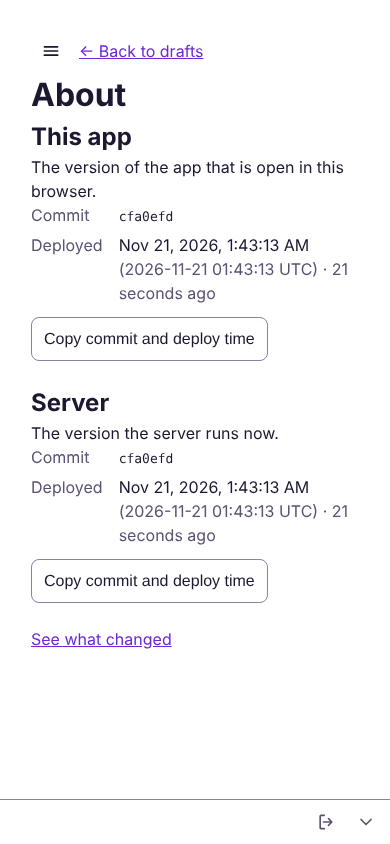 ← Back to drafts
About
This app
The version of the app that is open in this
browser.
Commit cfa0efd
Deployed Nov 21, 2026, 1:43:13 AM
(2026-11-21 01:43:13 UTC) · 21
seconds ago
Copy commit and deploy time
Server
The version the server runs now.
Commit cfa0efd
Deployed Nov 21, 2026, 1:43:13 AM
(2026-11-21 01:43:13 UTC) · 21
seconds ago
Copy commit and deploy time
See what changed